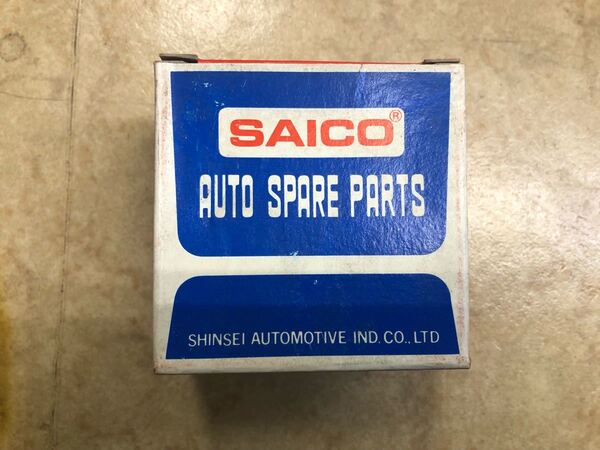 SAICO®
AUTO SPARE PARTS
SHINSEI AUTOMOTIVE IND. CO., LTD